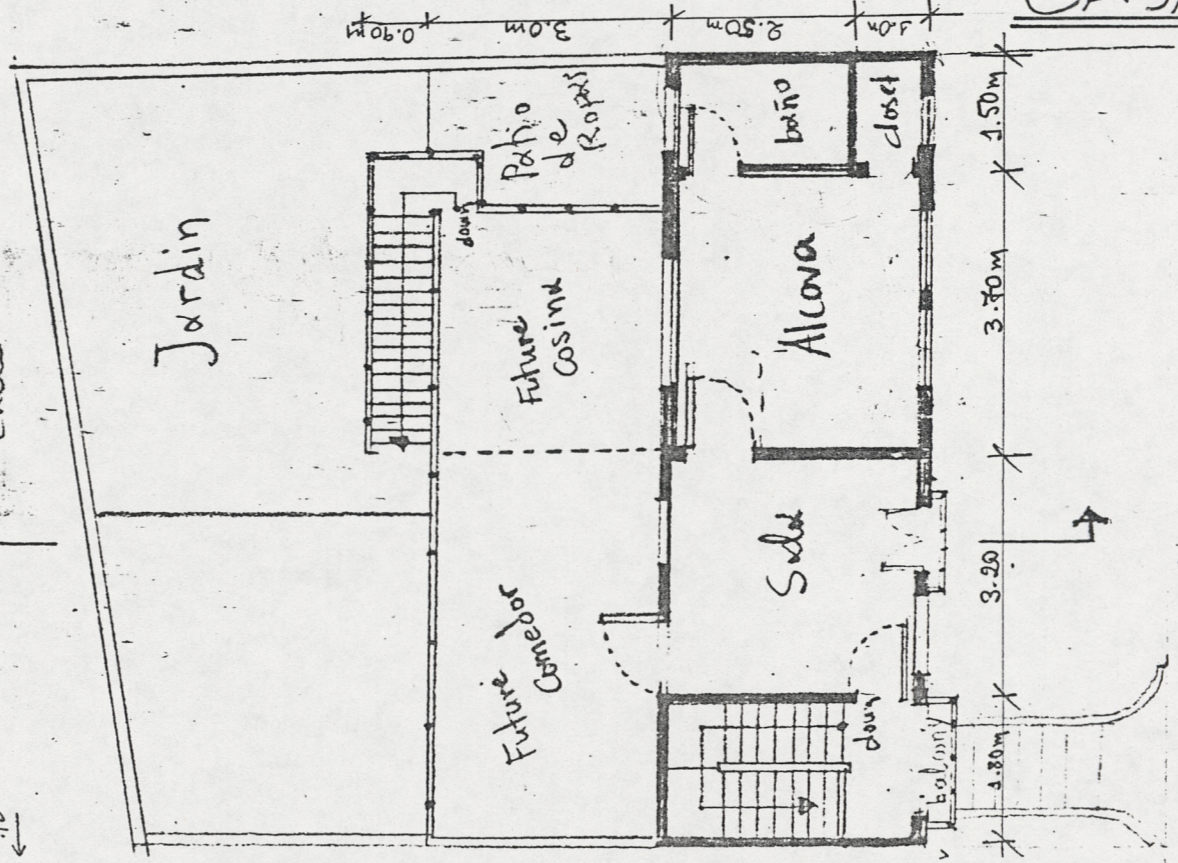 0.90m
3.0m
2.50m
1.0m
Jardin
Patio
de
Ropas
baño
closet
1.50m
down
Future
Cosina
Alcova
3.70m
Future
Comedor
Sala
3.20
down
balcony
1.80m